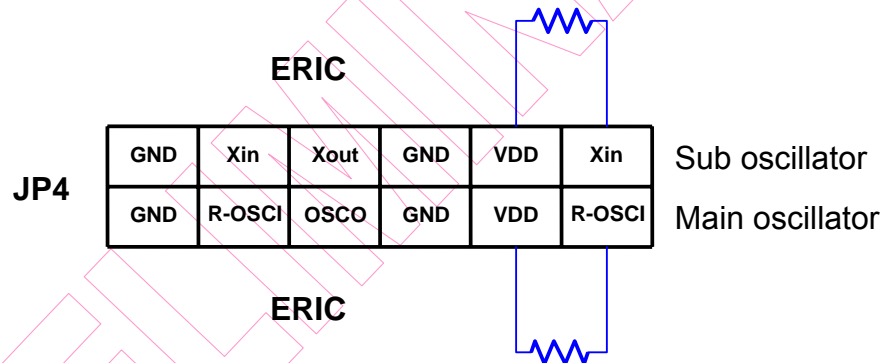 ERIC
GND Xin Xout GND VDD Xin Sub oscillator
JP4
GND R-OSCI OSCO GND VDD R-OSCI Main oscillator
ERIC